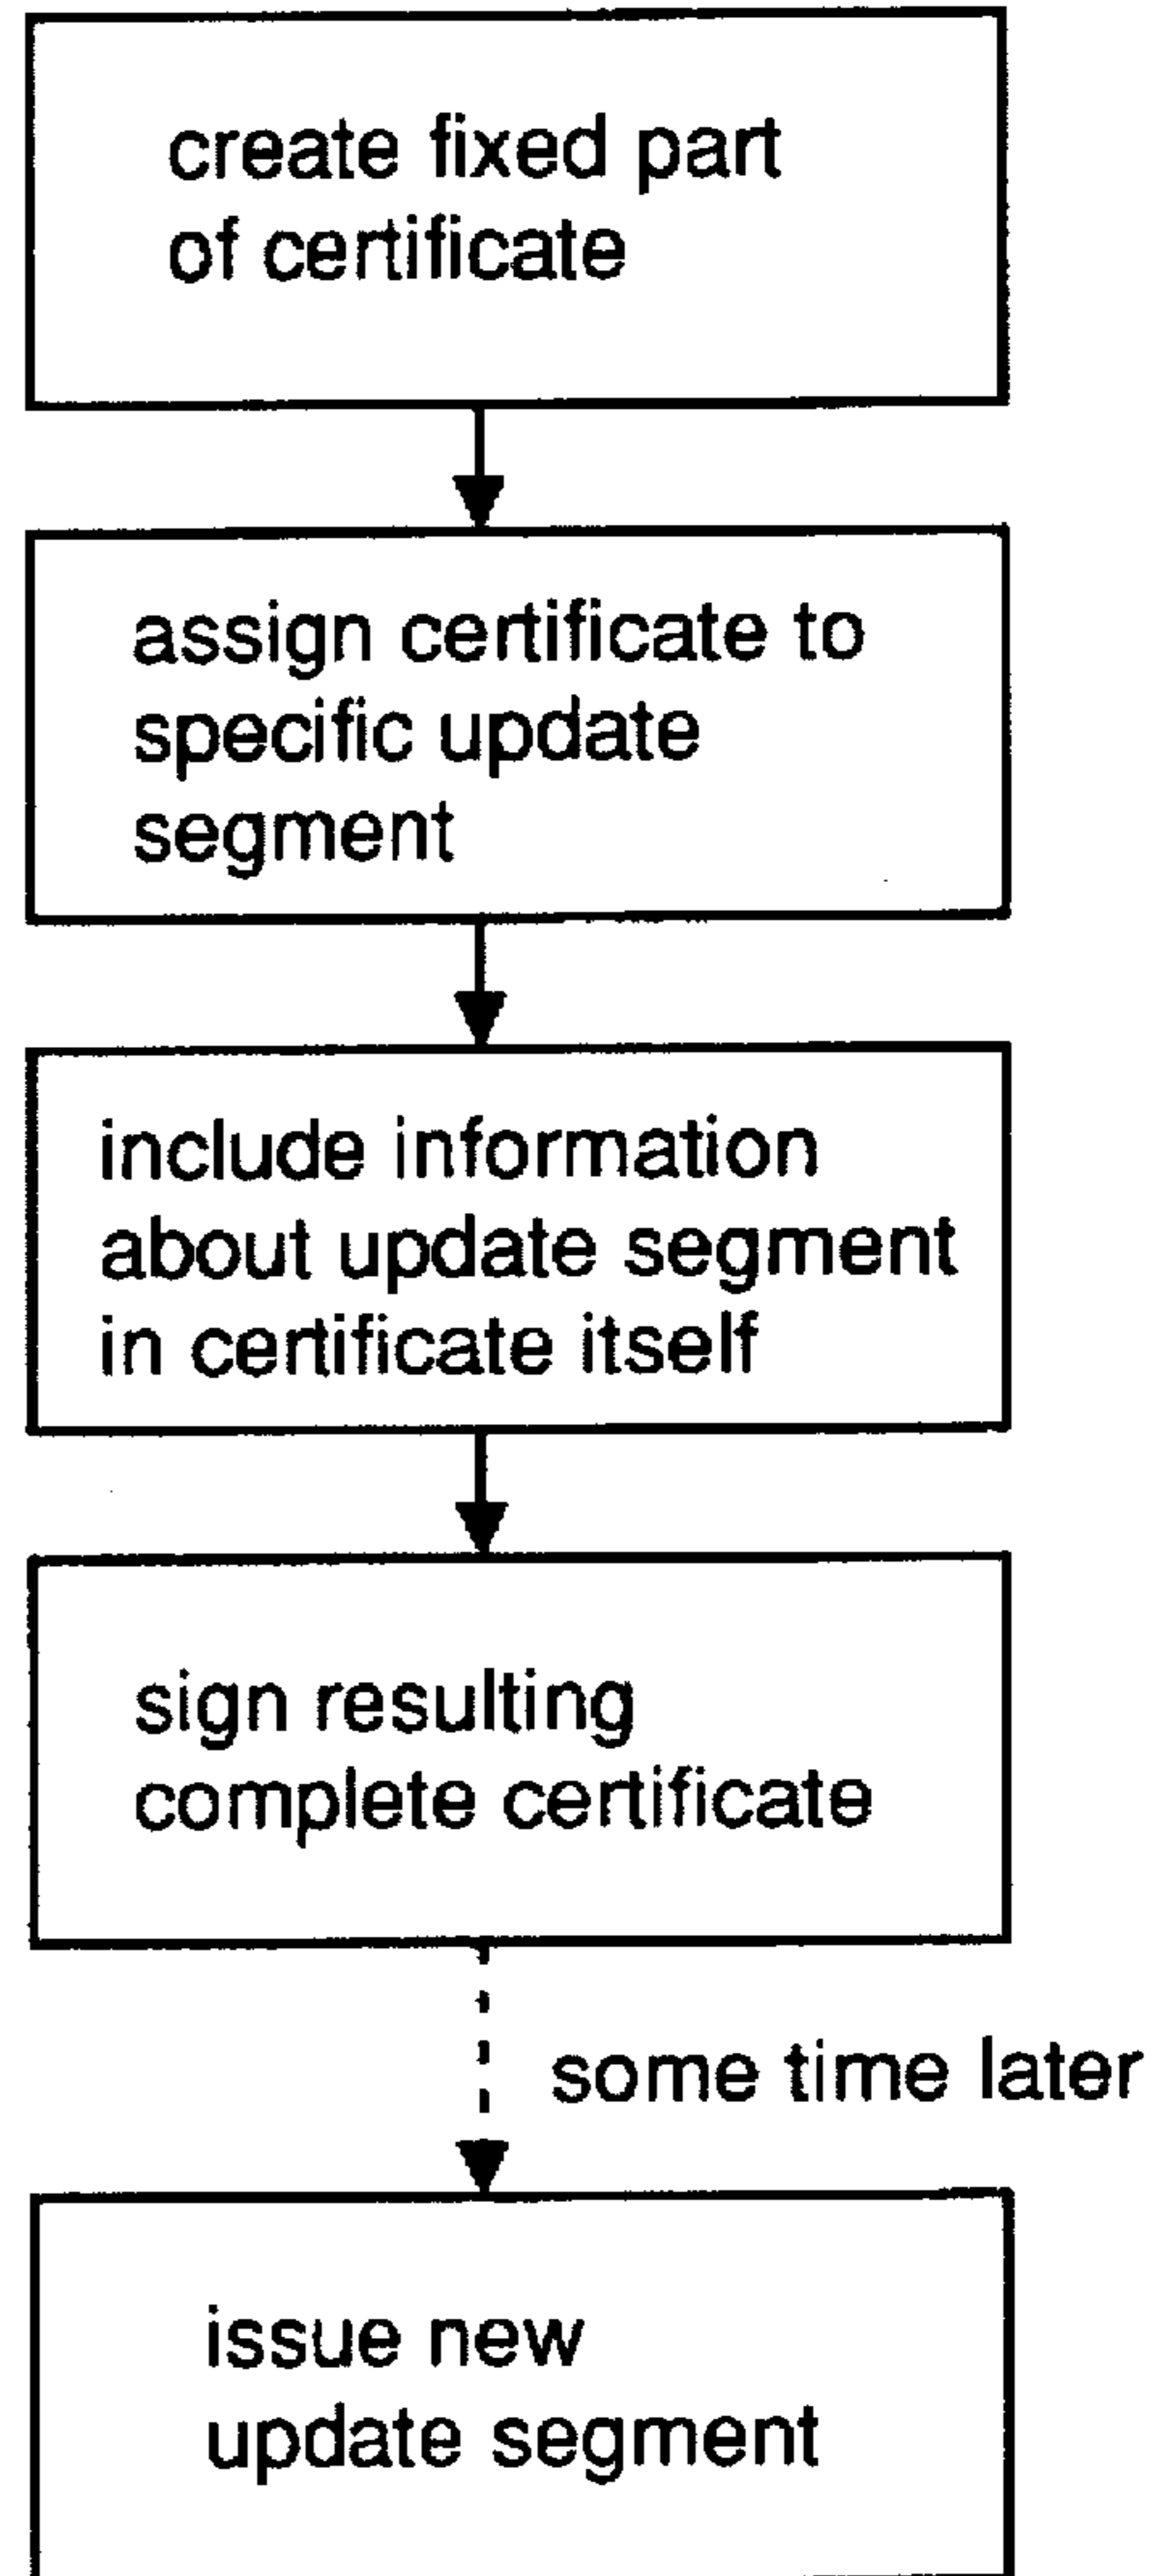 create fixed part
of certificate
assign certificate to
specific update
segment
include information
about update segment
in certificate itself
sign resulting
complete certificate
some time later
issue new
update segment